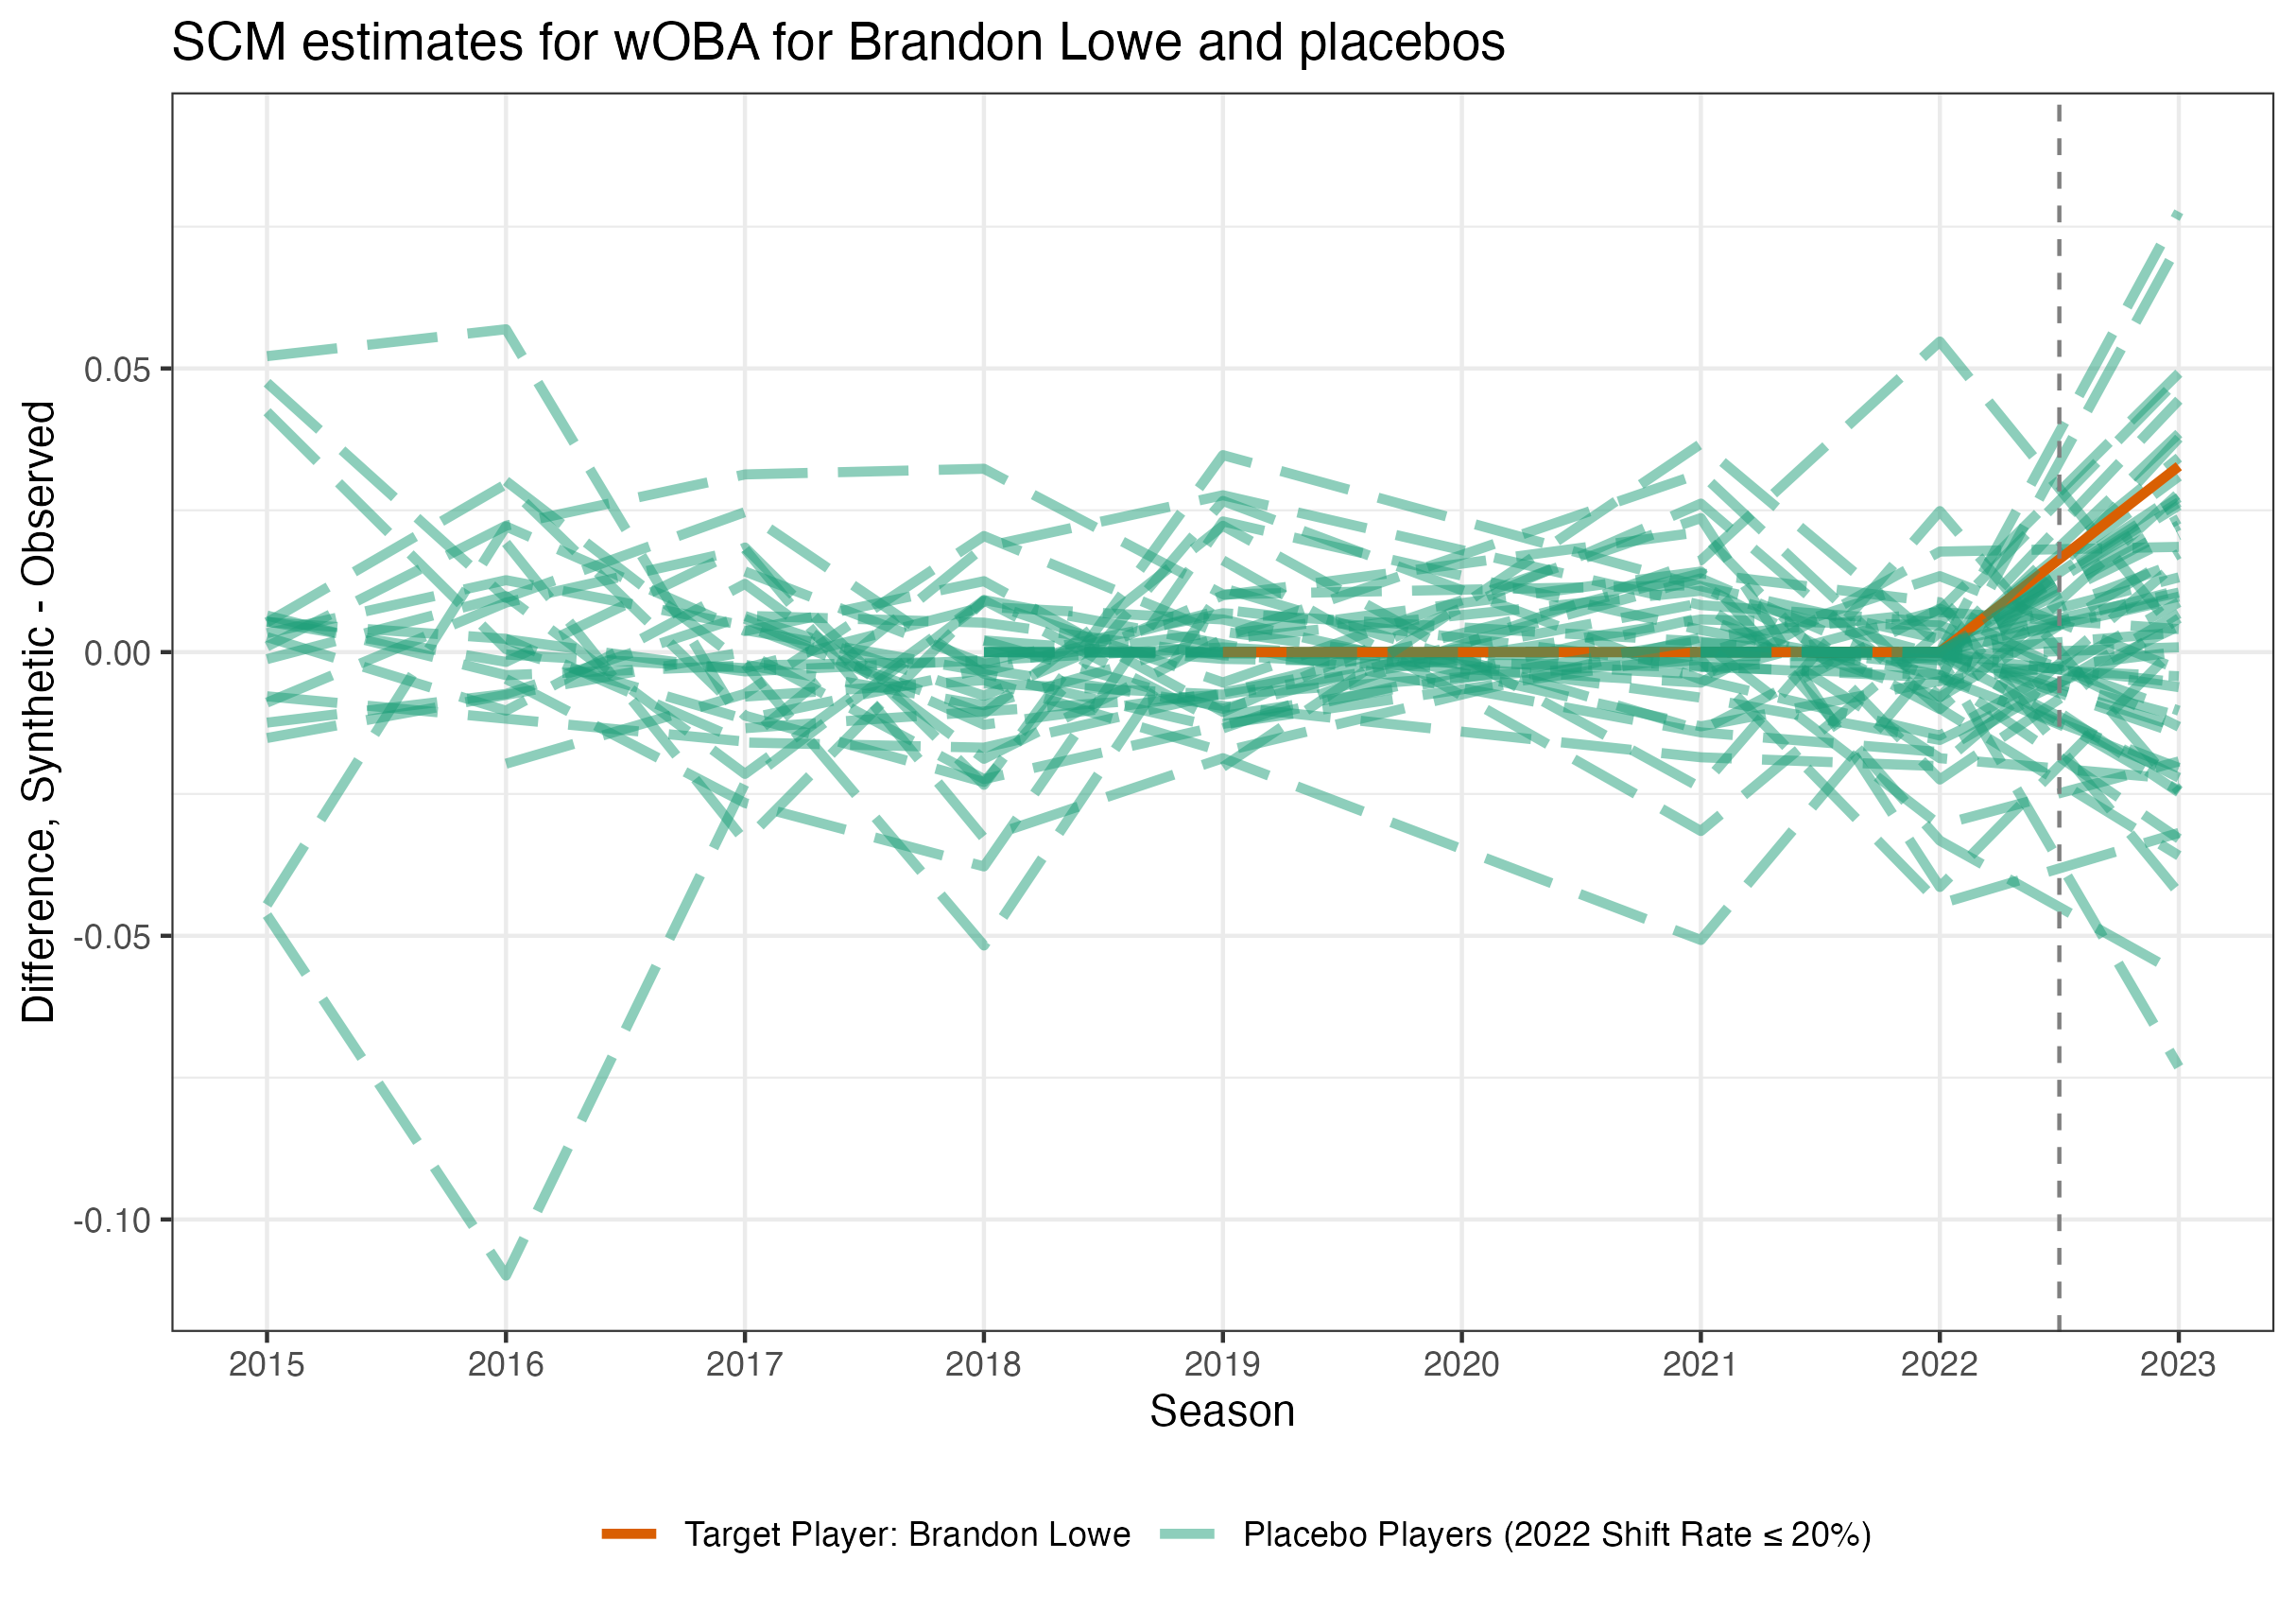 SCM estimates for wOBA for Brandon Lowe and placebos
Difference, Synthetic - Observed
0.05
0.00
-0.05
-0.10
2015 2016 2017 2018 2019 2020 2021 2022 2023
Season
Target Player: Brandon Lowe Placebo Players (2022 Shift Rate ≤ 20%)